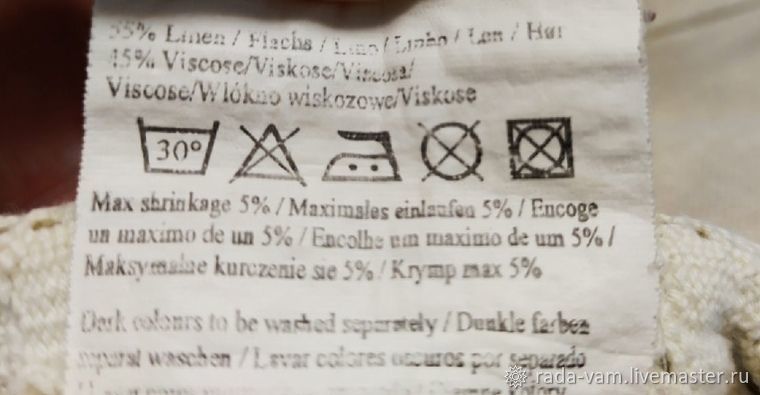 55% Linen / Flachs / Lino / Linho / Len / Hør
45% Viscose/Viskose/Viscosa/
Viscose/Włókno wiskozowe/Viskose
30°
Max shrinkage 5% / Maximales einlaufen 5% / Encoge
un maximo de un 5% / Encolhe um maximo de um 5% /
Maksymalne kurczenie sie 5% / Krymp max 5%
Dark colours to be washed separately / Dunkle farben
separat waschen / Lavar colores oscuros por separado
rada-vam.livemaster.ru